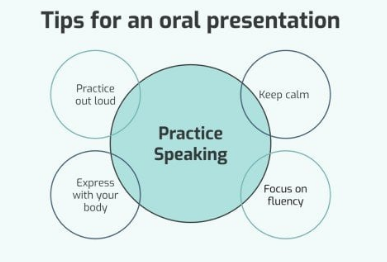 Tips for an oral presentation
Practice
out loud
Keep calm
Practice
Speaking
Express
with your
body
Focus on
fluency